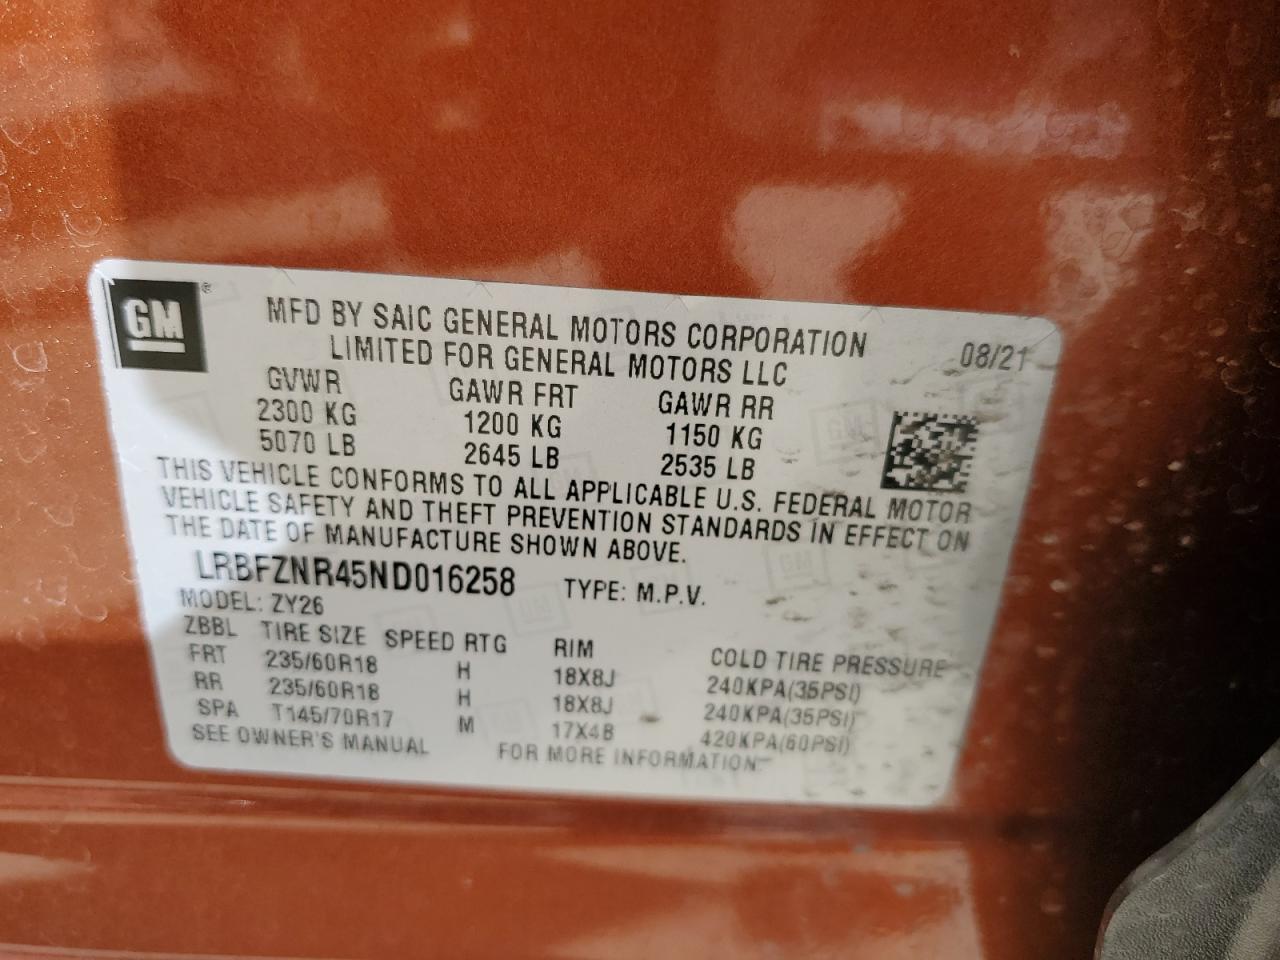 GM ®
MFD BY SAIC GENERAL MOTORS CORPORATION
LIMITED FOR GENERAL MOTORS LLC
08/21
GVWR GAWR FRT GAWR RR
2300 KG 1200 KG 1150 KG
5070 LB 2645 LB 2535 LB
THIS VEHICLE CONFORMS TO ALL APPLICABLE U.S. FEDERAL MOTOR
VEHICLE SAFETY AND THEFT PREVENTION STANDARDS IN EFFECT ON
THE DATE OF MANUFACTURE SHOWN ABOVE.
LRBFZNR45ND016258 TYPE: M.P.V.
MODEL: ZY26
ZBBL TIRE SIZE SPEED RTG RIM COLD TIRE PRESSURE
FRT 235/60R18 H 18X8J 240KPA(35PSI)
RR 235/60R18 H 18X8J 240KPA(35PSI)
SPA T145/70R17 M 17X4B 420KPA(60PSI)
SEE OWNER'S MANUAL FOR MORE INFORMATION